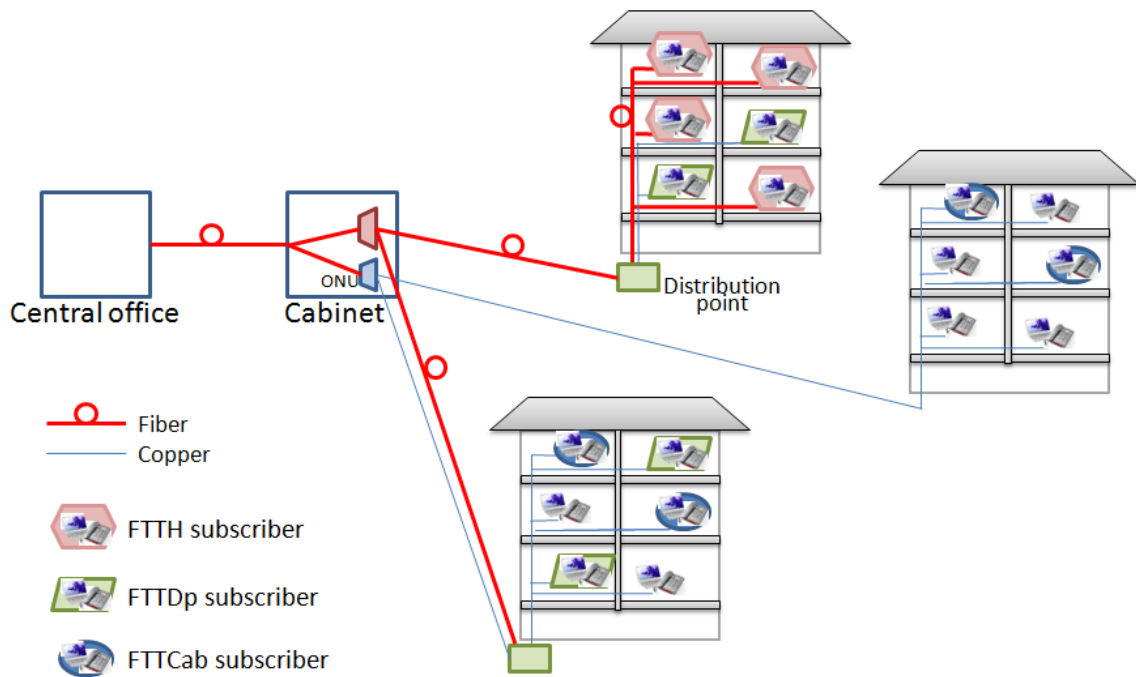 Distribution
point
ONU
Central office
Cabinet
Fiber
Copper
FTTH subscriber
FTTDp subscriber
FTTCab subscriber